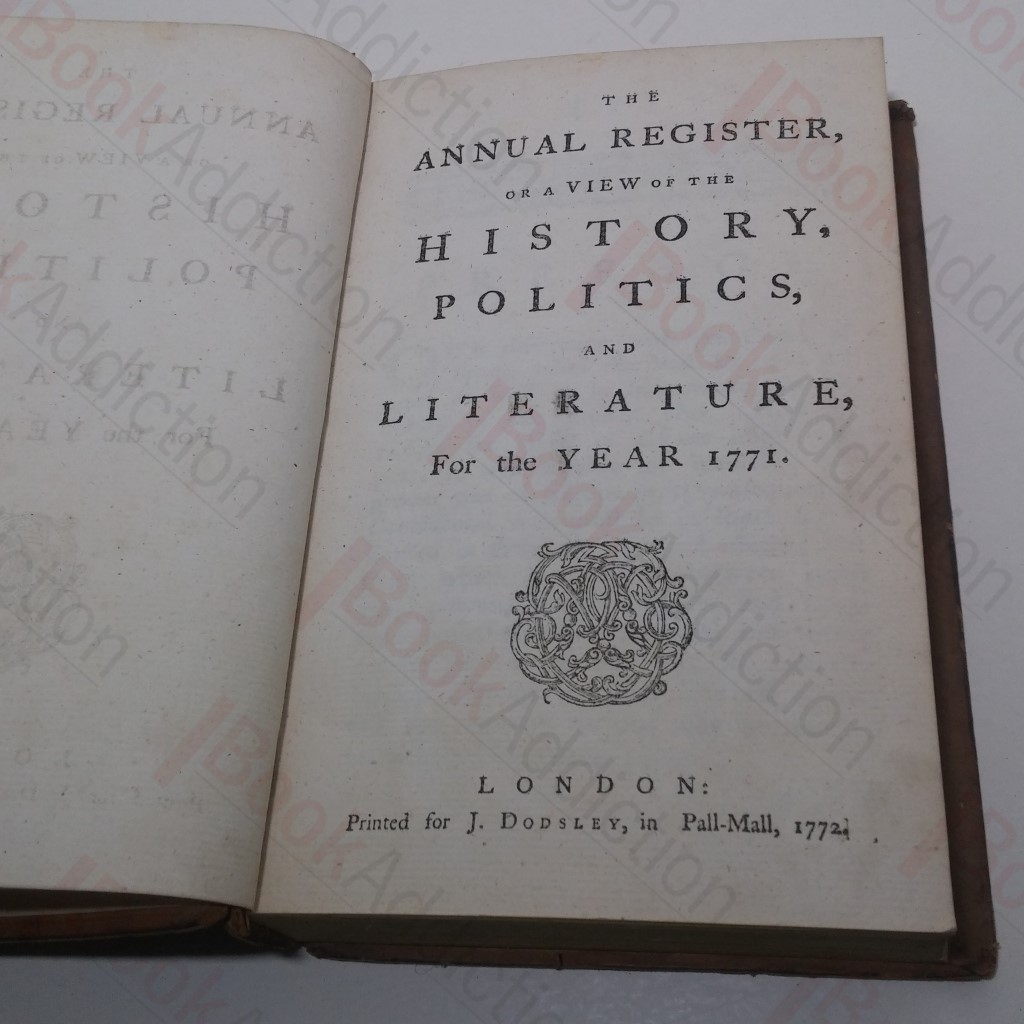 THE
ANNUAL REGISTER,
OR A VIEW OF THE
HISTORY,
POLITICS,
AND
LITERATURE,
For the YEAR 1771.
LONDON:
Printed for J. DODSLEY, in Pall-Mall, 1772.
BookAddiction